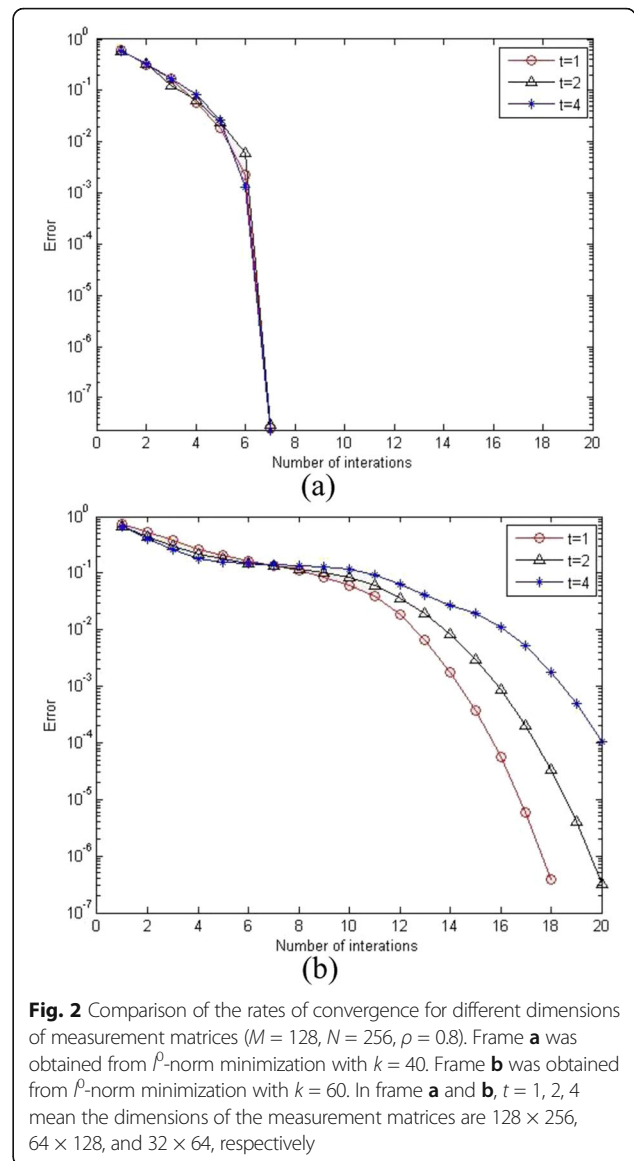 10^0
10^-1
10^-2
10^-3
10^-4
10^-5
10^-6
10^-7
Error
t=1
t=2
t=4
0 2 4 6 8 10 12 14 16 18 20
Number of interations
(a)
10^0
10^-1
10^-2
10^-3
10^-4
10^-5
10^-6
10^-7
Error
t=1
t=2
t=4
0 2 4 6 8 10 12 14 16 18 20
Number of interations
(b)
Fig. 2 Comparison of the rates of convergence for different dimensions
of measurement matrices (M = 128, N = 256, ρ = 0.8). Frame a was
obtained from l^0-norm minimization with k = 40. Frame b was obtained
from l^0-norm minimization with k = 60. In frame a and b, t = 1, 2, 4
mean the dimensions of the measurement matrices are 128 × 256,
64 × 128, and 32 × 64, respectively